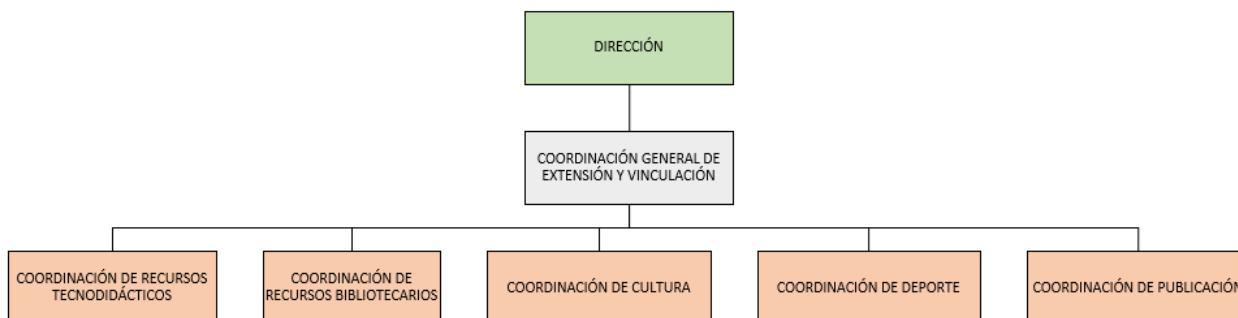 DIRECCIÓN
COORDINACIÓN GENERAL DE
EXTENSIÓN Y VINCULACIÓN
COORDINACIÓN DE RECURSOS
TECNODIDÁCTICOS
COORDINACIÓN DE
RECURSOS BIBLIOTECARIOS
COORDINACIÓN DE CULTURA
COORDINACIÓN DE DEPORTE
COORDINACIÓN DE PUBLICACIÓN